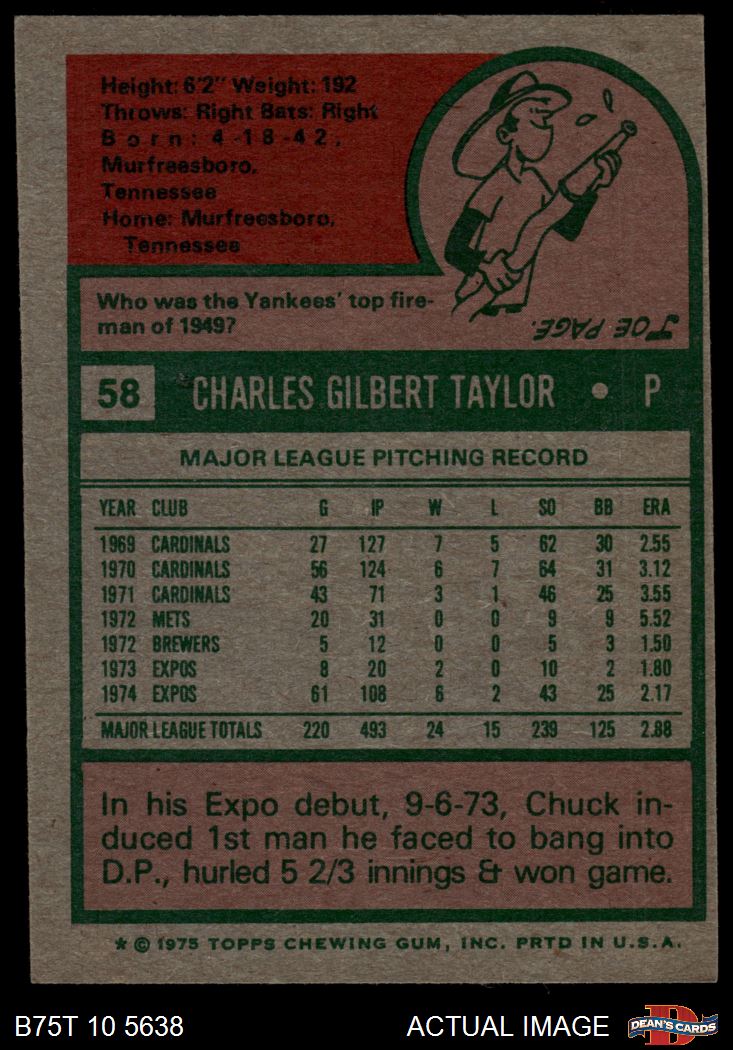 Height: 6'2" Weight: 192
Throws: Right Bats: Right
Born: 4-18-42,
Murfreesboro,
Tennessee
Home: Murfreesboro,
Tennessee
Who was the Yankees' top fire-
man of 1949?
JOE PAGE.
58 CHARLES GILBERT TAYLOR • P
MAJOR LEAGUE PITCHING RECORD
YEAR CLUB G IP W L SO BB ERA
1969 CARDINALS 27 127 7 5 62 30 2.55
1970 CARDINALS 56 124 6 7 64 31 3.12
1971 CARDINALS 43 71 3 1 46 25 3.55
1972 METS 20 31 0 0 9 9 5.52
1972 BREWERS 5 12 0 0 5 3 1.50
1973 EXPOS 8 20 2 0 10 2 1.80
1974 EXPOS 61 108 6 2 43 25 2.17
MAJOR LEAGUE TOTALS 220 493 24 15 239 125 2.88
In his Expo debut, 9-6-73, Chuck in-
duced 1st man he faced to bang into
D.P., hurled 5 2/3 innings & won game.
* © 1975 TOPPS CHEWING GUM, INC. PRTD IN U.S.A.
B75T 10 5638 ACTUAL IMAGE D DEAN'S CARDS